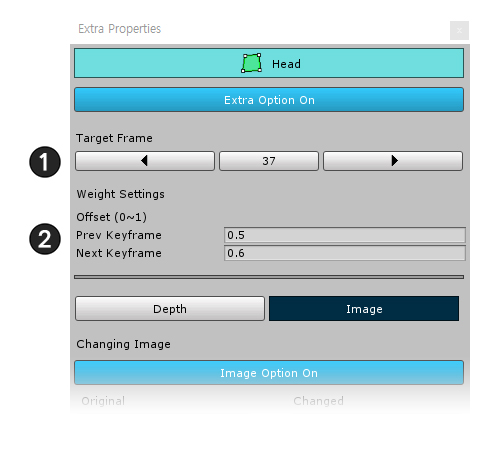 Extra Properties
x
Head
Extra Option On
Target Frame
1
37
Weight Settings
Offset (0~1)
2
Prev Keyframe 0.5
Next Keyframe 0.6
Depth Image
Changing Image
Image Option On
Original Changed